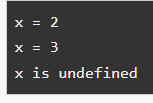 x = 2
x = 3
x is undefined